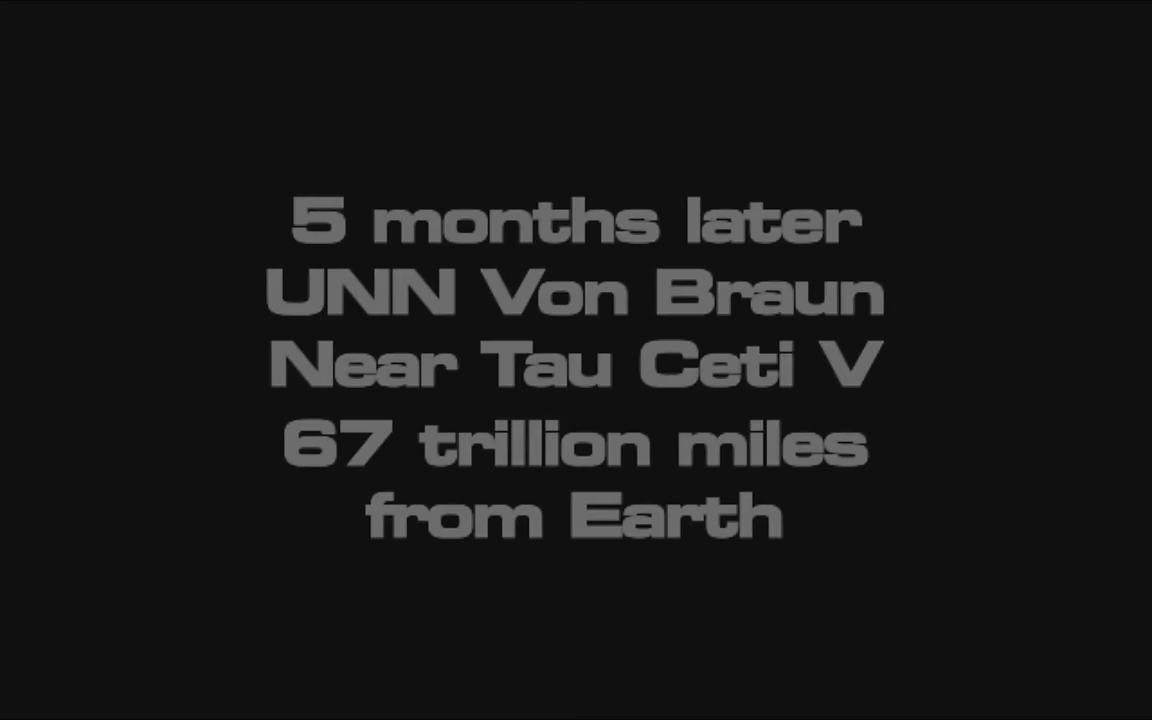 5 months later
UNN Von Braun
Near Tau Ceti V
67 trillion miles
from Earth